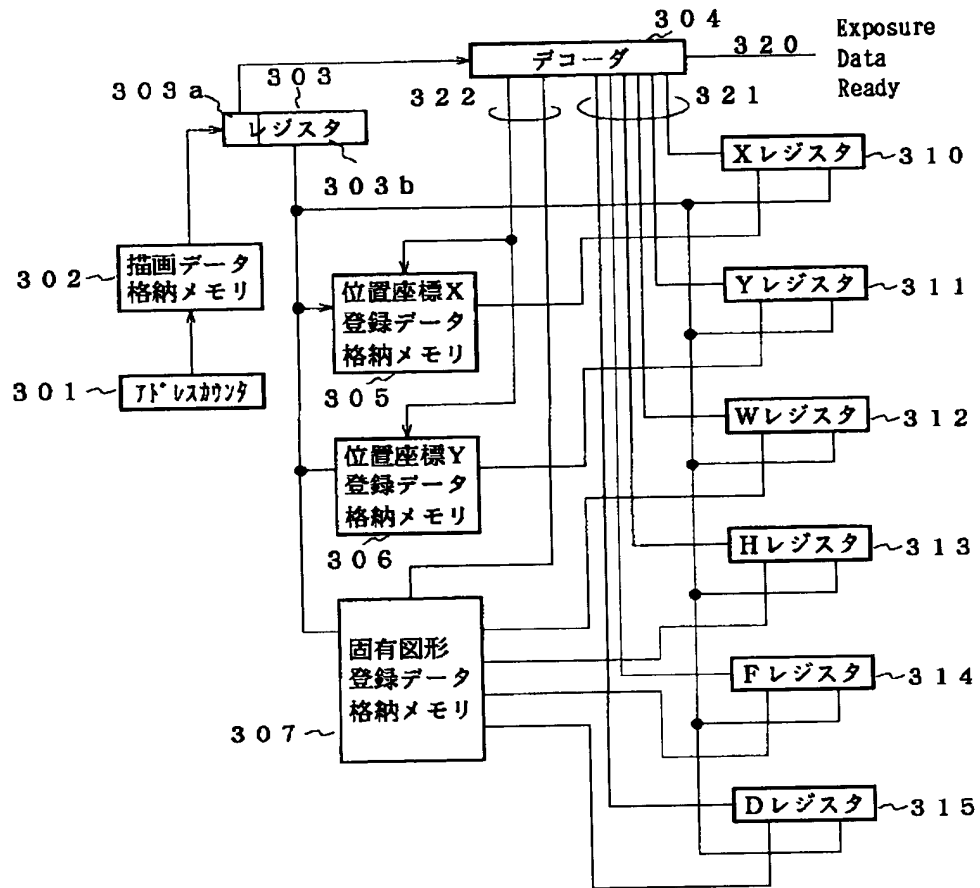 304
デコーダ
320
Exposure
Data
Ready
303
303a
レジスタ
322
321
Xレジスタ
310
303b
302
描画データ
格納メモリ
位置座標X
登録データ
格納メモリ
Yレジスタ
311
301
アドレスカウンタ
305
Wレジスタ
312
位置座標Y
登録データ
格納メモリ
306
Hレジスタ
313
固有図形
登録データ
格納メモリ
307
Fレジスタ
314
Dレジスタ
315